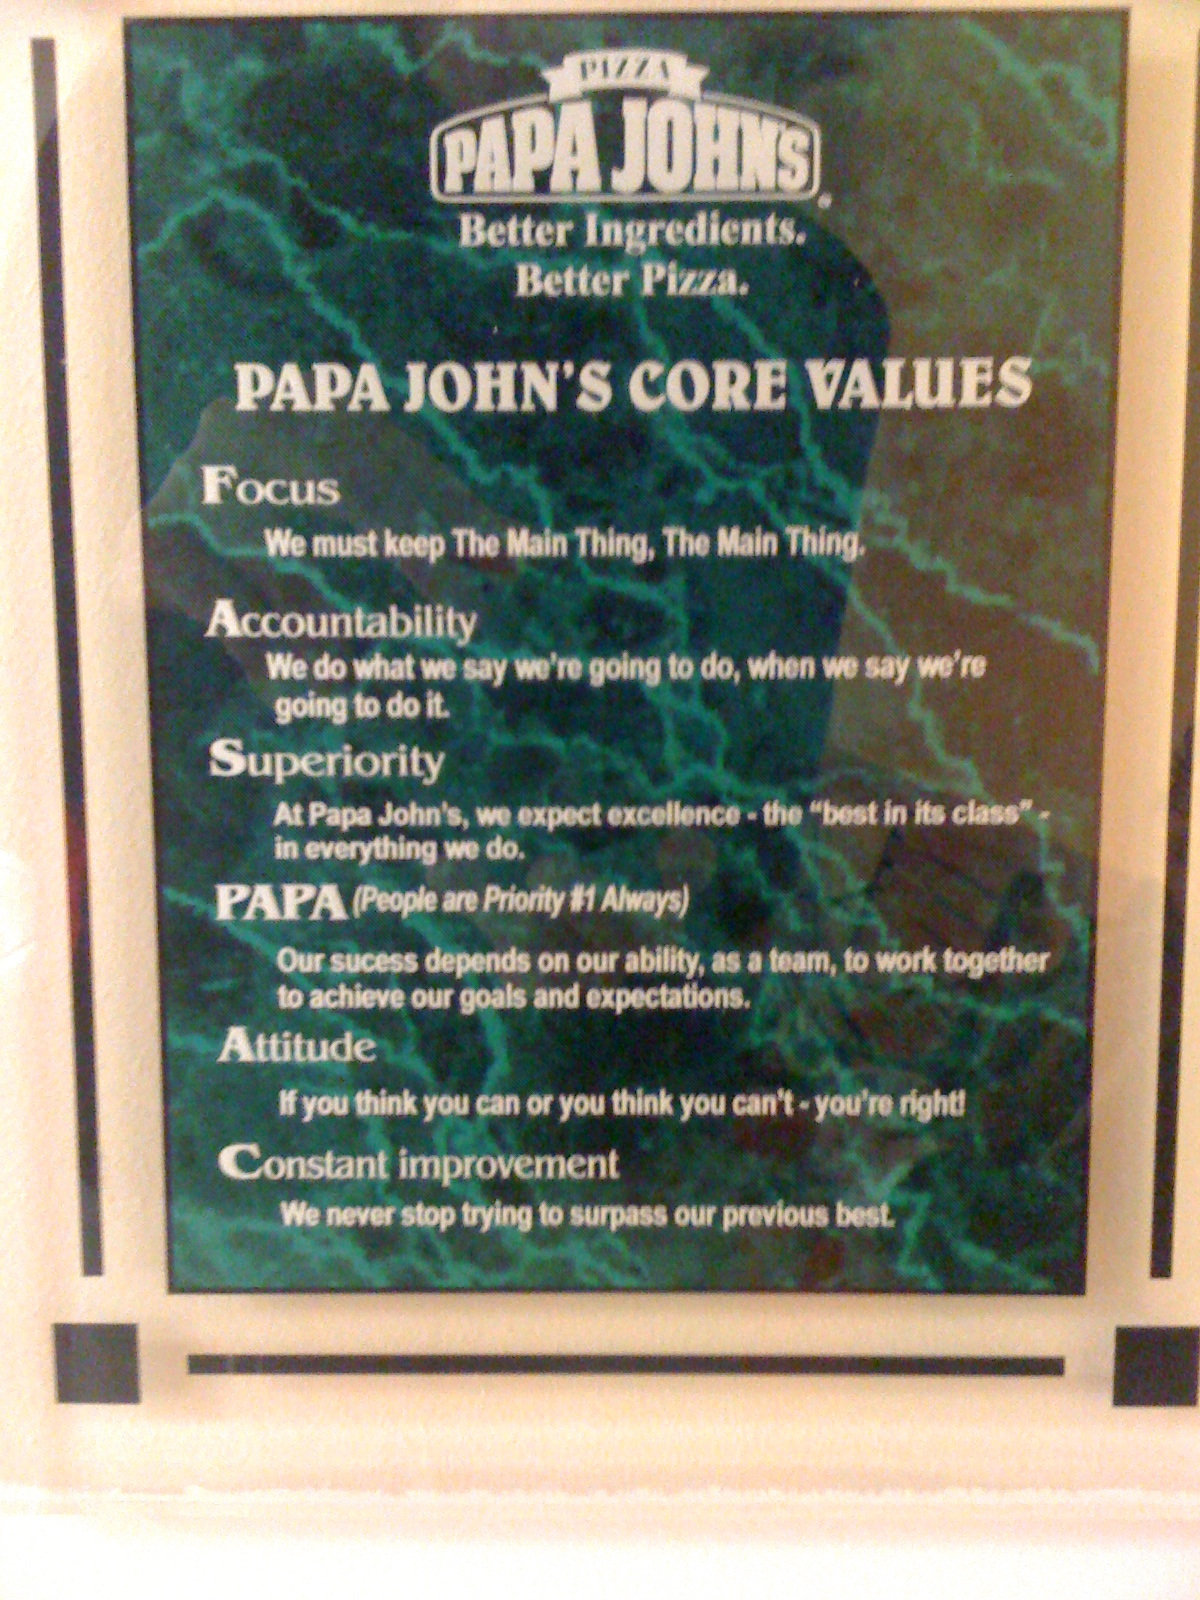 PIZZA
PAPA JOHNS
Better Ingredients.
Better Pizza.
PAPA JOHN'S CORE VALUES
Focus
We must keep The Main Thing, The Main Thing.
Accountability
We do what we say we're going to do, when we say we're
going to do it.
Superiority
At Papa John's, we expect excellence - the "best in its class" -
in everything we do.
PAPA (People are Priority #1 Always)
Our sucess depends on our ability, as a team, to work together
to achieve our goals and expectations.
Attitude
If you think you can or you think you can't - you're right!
Constant improvement
We never stop trying to surpass our previous best.